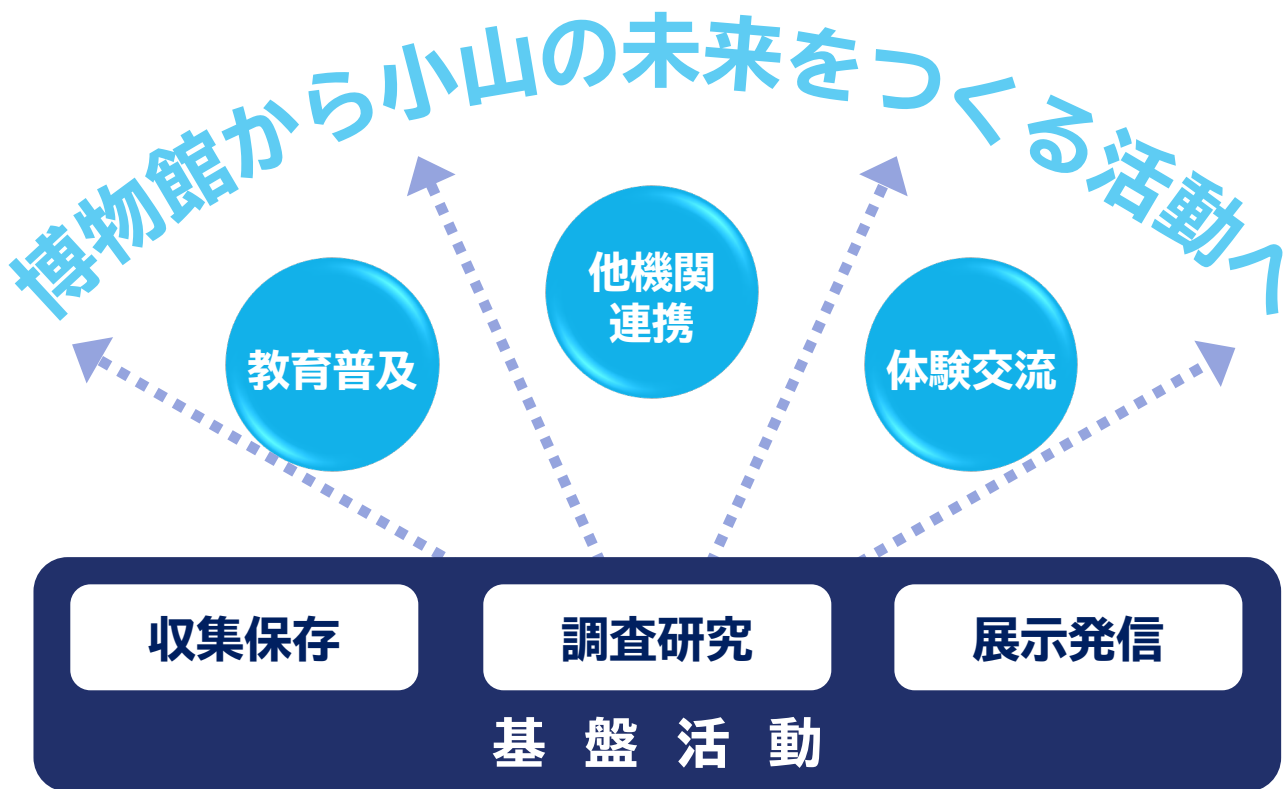 博物館から小山の未来をつくる活動へ
他機関
連携
教育普及
体験交流
収集保存
調査研究
展示発信
基盤活動